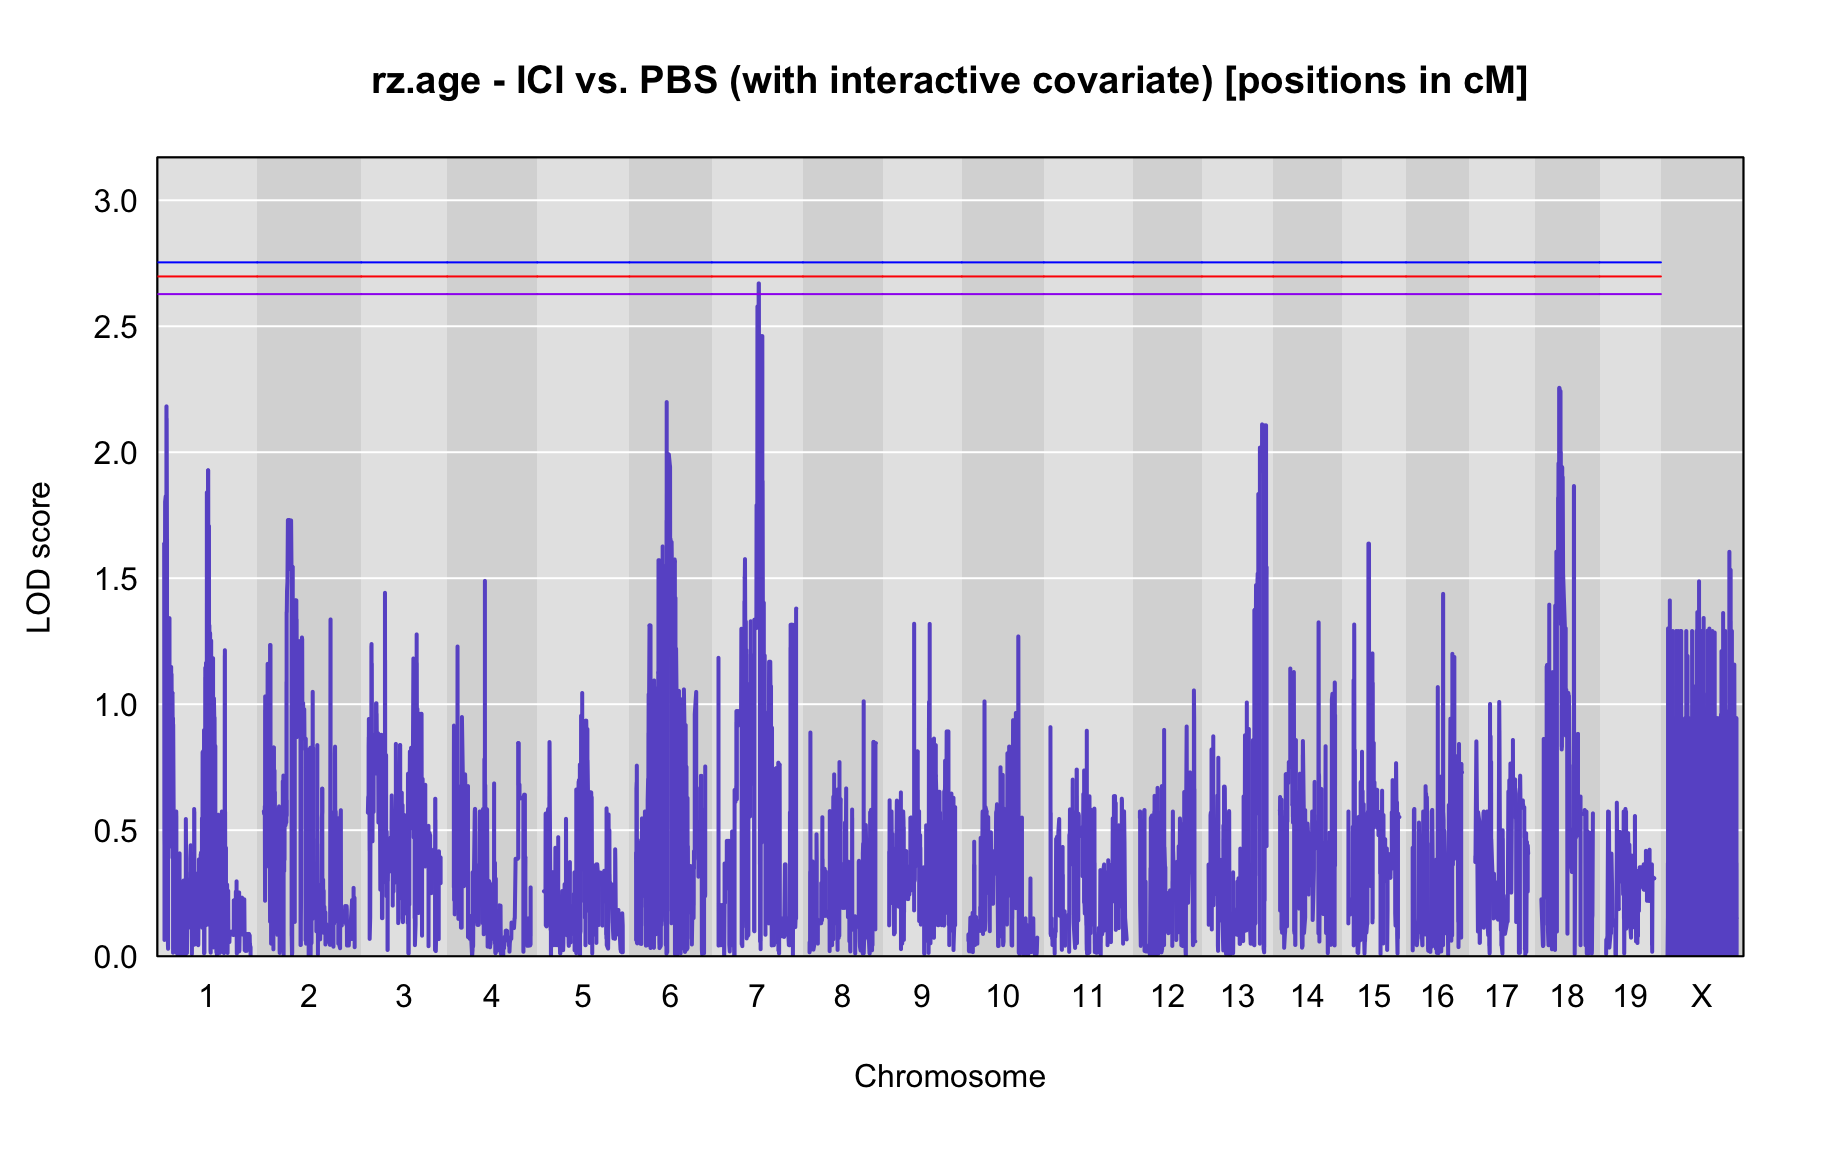 rz.age - ICI vs. PBS (with interactive covariate) [positions in cM]
3.0
2.5
2.0
1.5
1.0
0.5
0.0
LOD score
1 2 3 4 5 6 7 8 9 10 11 12 13 14 15 16 17 18 19 X
Chromosome